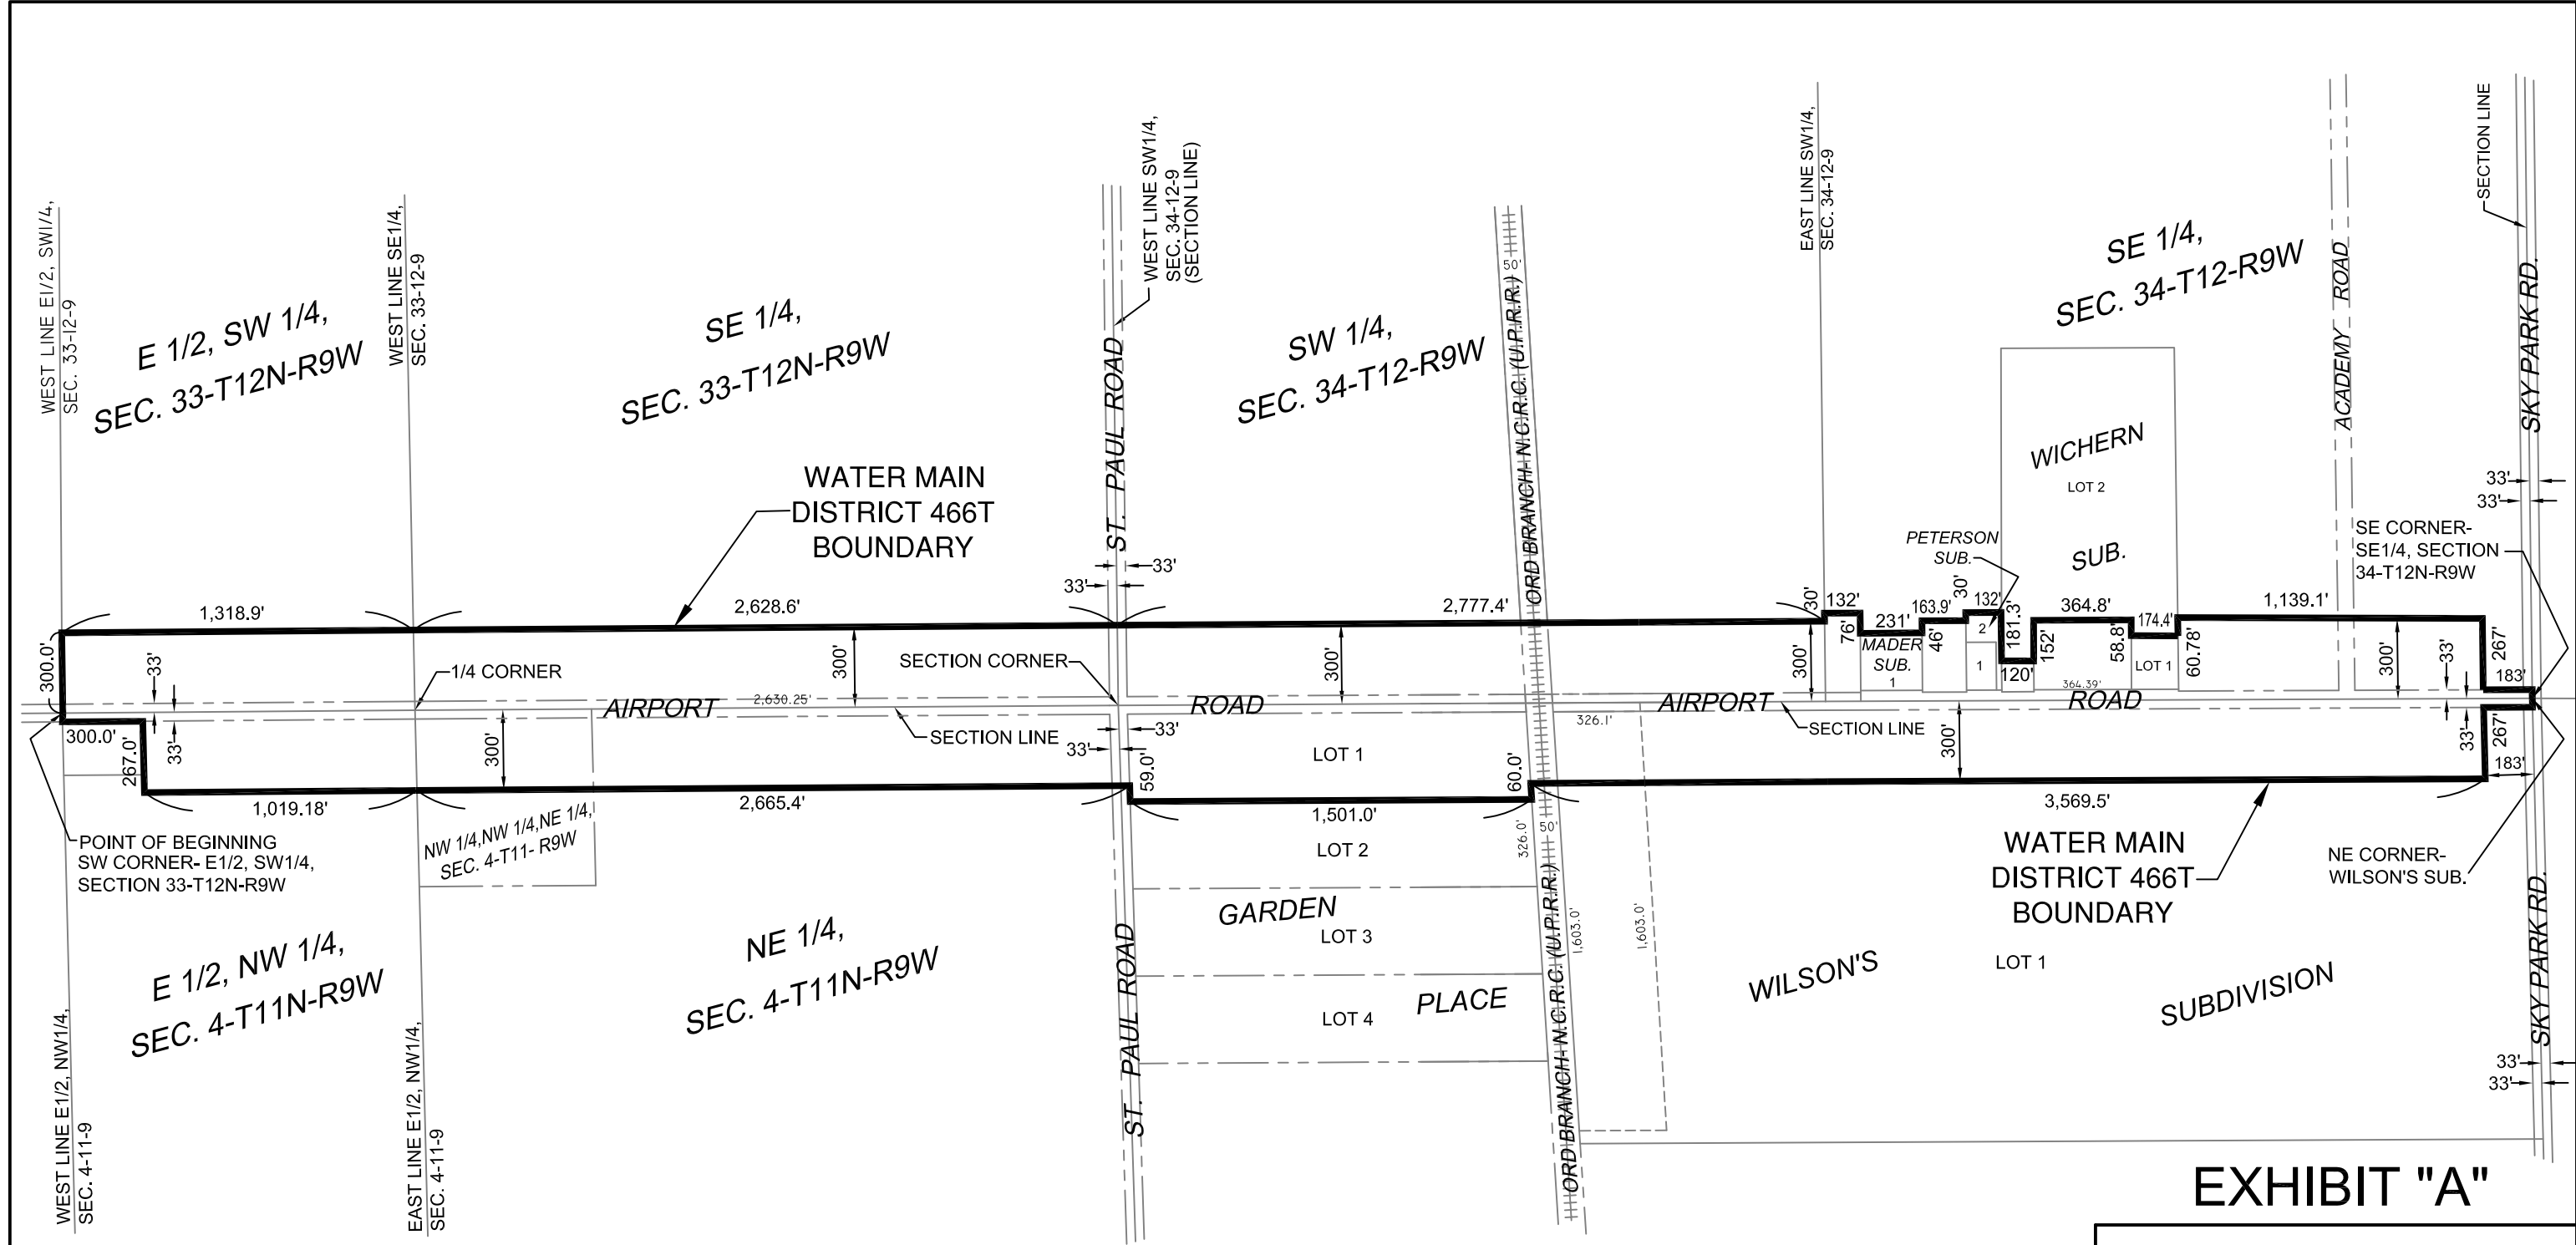 WEST LINE E1/2, SW1/4,
SEC. 33-12-9
E 1/2, SW 1/4,
SEC. 33-T12N-R9W
WEST LINE SE1/4,
SEC. 33-12-9
SE 1/4,
SEC. 33-T12N-R9W
WATER MAIN
DISTRICT 466T
BOUNDARY
ST. PAUL ROAD
WEST LINE SW1/4,
SEC. 34-12-9
(SECTION LINE)
SW 1/4,
SEC. 34-T12-R9W
50'
ORD BRANCH- N.C.R.C. (U.P.R.R.)
EAST LINE SW1/4,
SEC. 34-12-9
SE 1/4,
SEC. 34-T12-R9W
ACADEMY ROAD
SECTION LINE
SKY PARK RD.
WICHERN
LOT 2
SUB.
PETERSON
SUB.
33'
33'
SE CORNER-
SE1/4, SECTION
34-T12N-R9W
33'
33'
1,318.9'
2,628.6'
2,777.4'
30'
132'
76'
231'
163.9'
46'
30'
132'
181.3'
120'
152'
364.8'
58.8'
174.4'
60.78'
1,139.1'
267'
183'
MADER
SUB.
1
2
1
LOT 1
364.39'
300.0'
33'
33'
1/4 CORNER
300'
SECTION CORNER
300'
300'
300'
33'
33'
AIRPORT
2,630.25'
ROAD
AIRPORT
ROAD
SECTION LINE
SECTION LINE
326.1'
300.0'
267.0'
300'
33'
33'
59.0'
LOT 1
60.0'
300'
267'
183'
1,019.18'
2,665.4'
1,501.0'
3,569.5'
POINT OF BEGINNING
SW CORNER- E1/2, SW1/4,
SECTION 33-T12N-R9W
NW 1/4,NW 1/4,NE 1/4,
SEC. 4-T11- R9W
LOT 2
326.0'
50'
WATER MAIN
DISTRICT 466T
BOUNDARY
NE CORNER-
WILSON'S SUB.
GARDEN
LOT 3
PLACE
LOT 4
1,603.0'
1,603.0'
WILSON'S
LOT 1
SUBDIVISION
E 1/2, NW 1/4,
SEC. 4-T11N-R9W
NE 1/4,
SEC. 4-T11N-R9W
WEST LINE E1/2, NW1/4,
SEC. 4-11-9
EAST LINE E1/2, NW1/4,
SEC. 4-11-9
ST. PAUL ROAD
ORD BRANCH- N.C.R.C. (U.P.R.R.)
SKY PARK RD.
33'
33'
EXHIBIT "A"